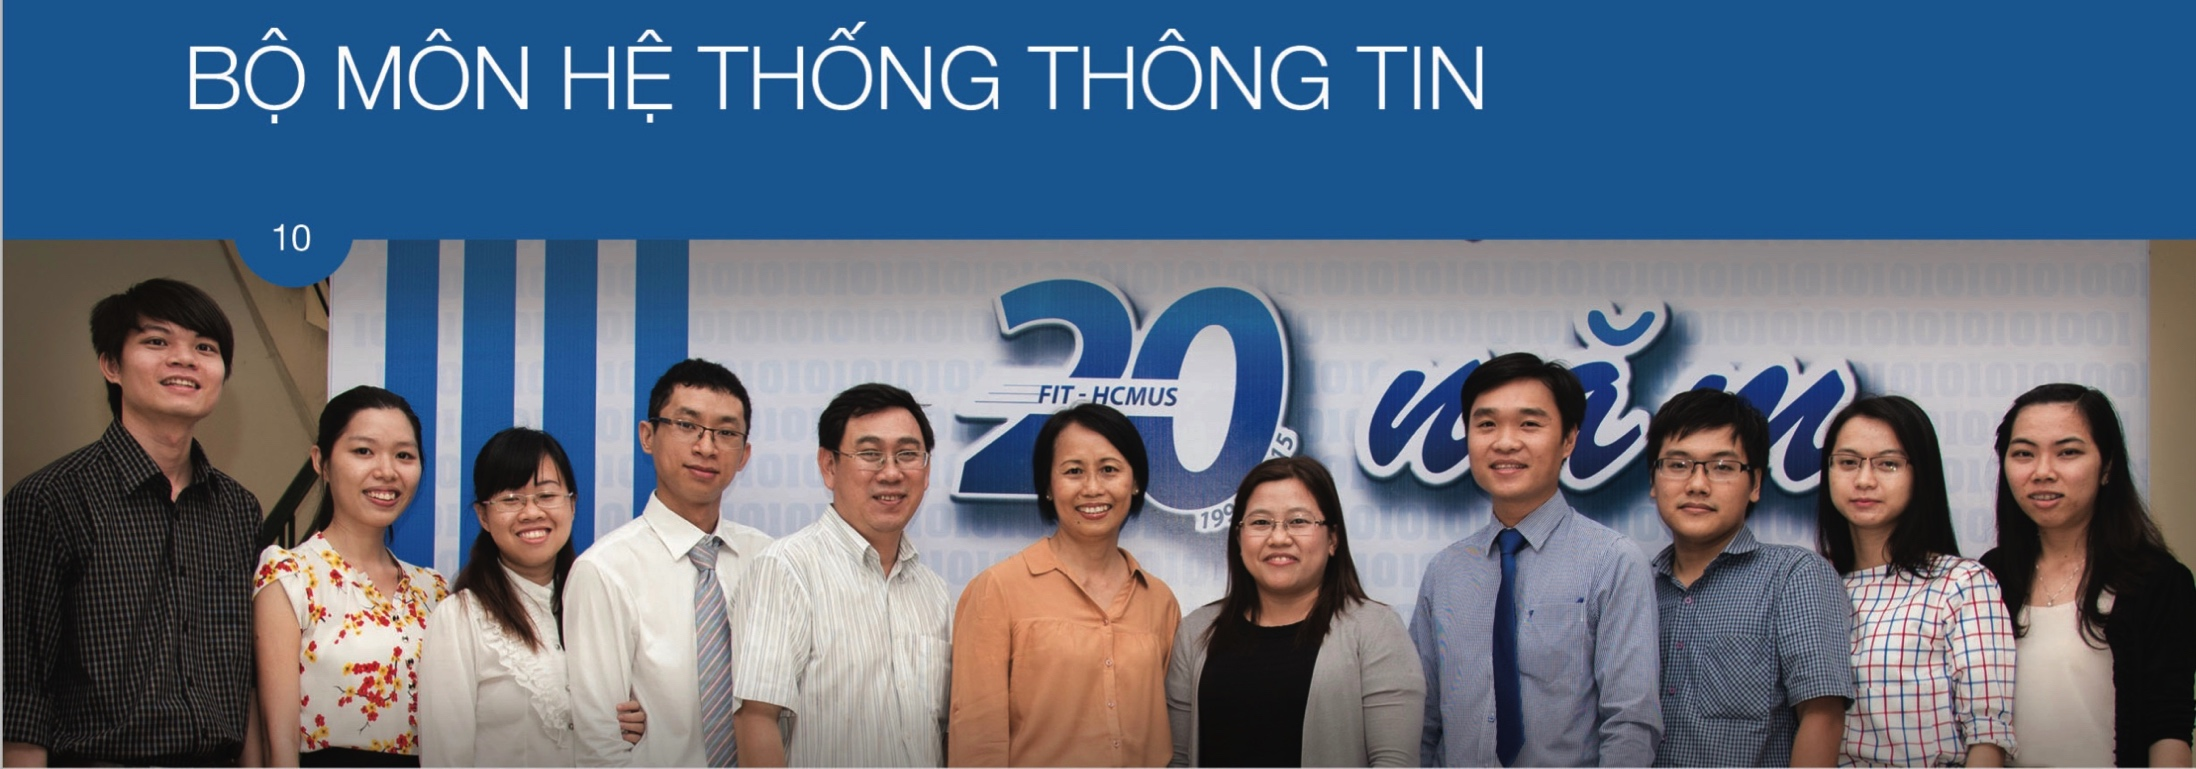 BỘ MÔN HỆ THỐNG THÔNG TIN
10
20 năm
FIT - HCMUS